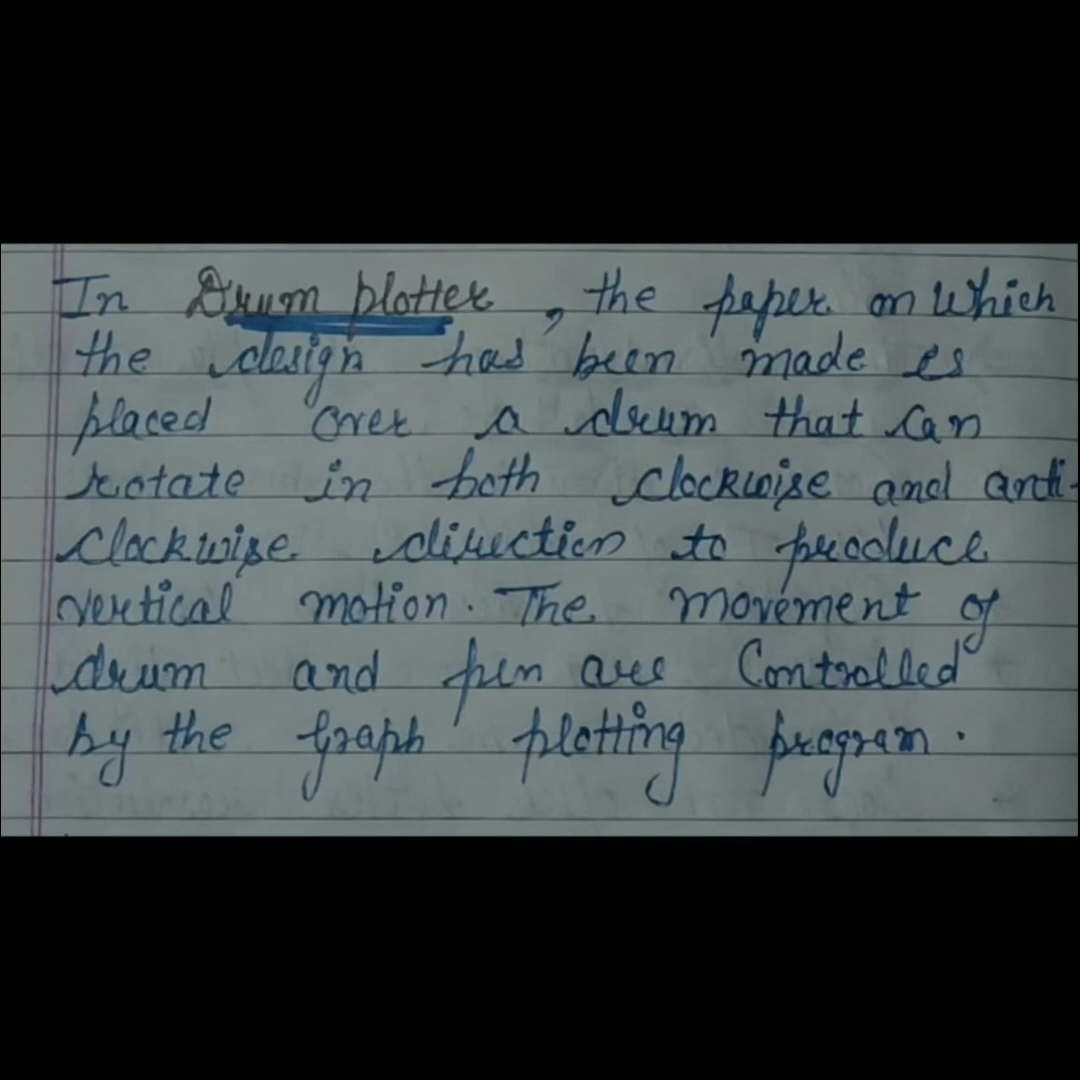 In Drum plotter, the paper on which
the design has been made es
placed over a drum that can
rotate in both clockwise and anti-
clockwise direction to produce
vertical motion. The movement of
drum and pen are Controlled
by the graph plotting program.